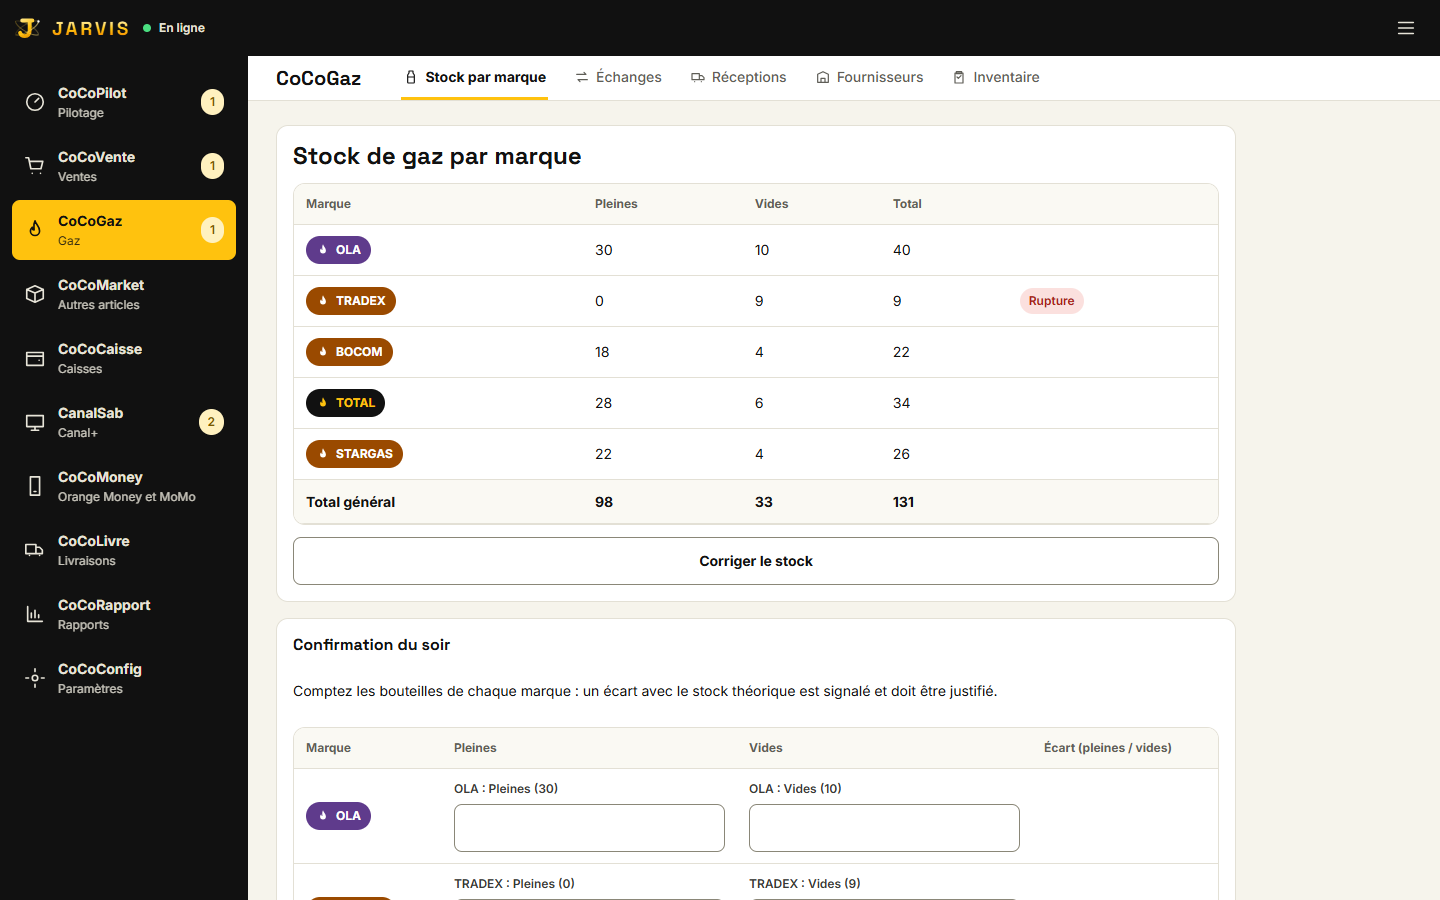 JARVIS
En ligne
CoCoPilot
Pilotage
1
CoCoVente
Ventes
1
CoCoGaz
Gaz
1
CoCoMarket
Autres articles
CoCoCaisse
Caisses
CanalSab
Canal+
2
CoCoMoney
Orange Money et MoMo
CoCoLivre
Livraisons
CoCoRapport
Rapports
CoCoConfig
Paramètres
CoCoGaz
Stock par marque
Échanges
Réceptions
Fournisseurs
Inventaire
Stock de gaz par marque
Marque Pleines Vides Total
OLA 30 10 40
TRADEX 0 9 9 Rupture
BOCOM 18 4 22
TOTAL 28 6 34
STARGAS 22 4 26
Total général 98 33 131
Corriger le stock
Confirmation du soir
Comptez les bouteilles de chaque marque : un écart avec le stock théorique est signalé et doit être justifié.
Marque Pleines Vides Écart (pleines / vides)
OLA : Pleines (30) OLA : Vides (10)
OLA
TRADEX : Pleines (0) TRADEX : Vides (9)